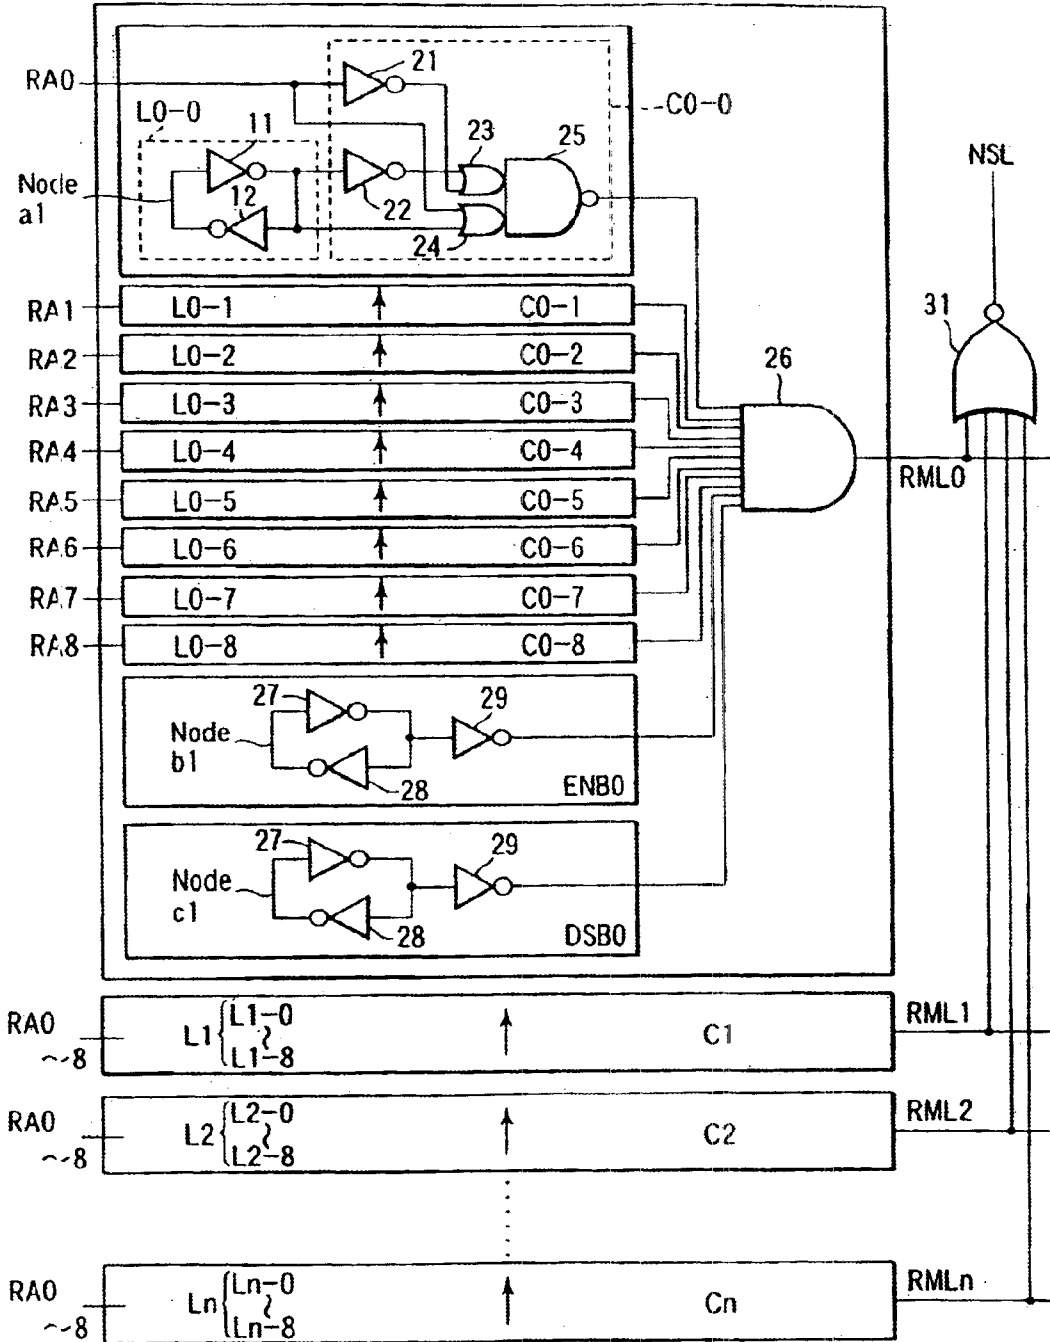 RA0
21
L0-0
11
23
25
C0-0
Node
a1
12
22
24
NSL
RA1
L0-1
C0-1
RA2
L0-2
C0-2
RA3
L0-3
C0-3
RA4
L0-4
C0-4
RA5
L0-5
C0-5
RA6
L0-6
C0-6
RA7
L0-7
C0-7
RA8
L0-8
C0-8
26
31
RML0
27
29
Node
b1
28
ENB0
27
29
Node
c1
28
DSB0
RA0
~8
L1
L1-0
~
L1-8
C1
RML1
RA0
~8
L2
L2-0
~
L2-8
C2
RML2
RA0
~8
Ln
Ln-0
~
Ln-8
Cn
RMLn